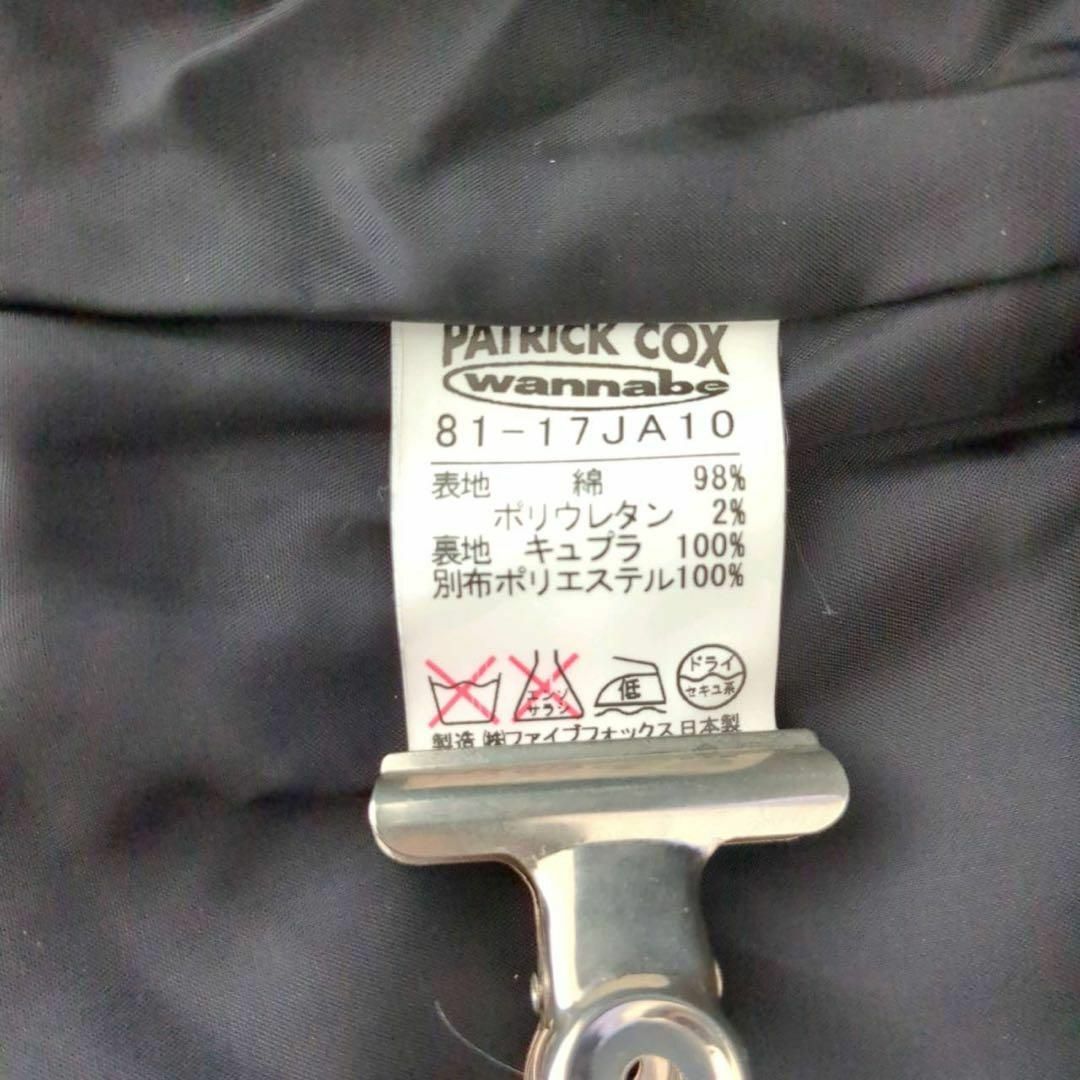 PATRICK COX
wannabe
81-17JA10
表地 綿 98%
ポリウレタン 2%
裏地 キュプラ 100%
別布ポリエステル100%
エンソ
サラシ
低
ドライ
セキユ系
製造 ㈱ファイブフォックス 日本製